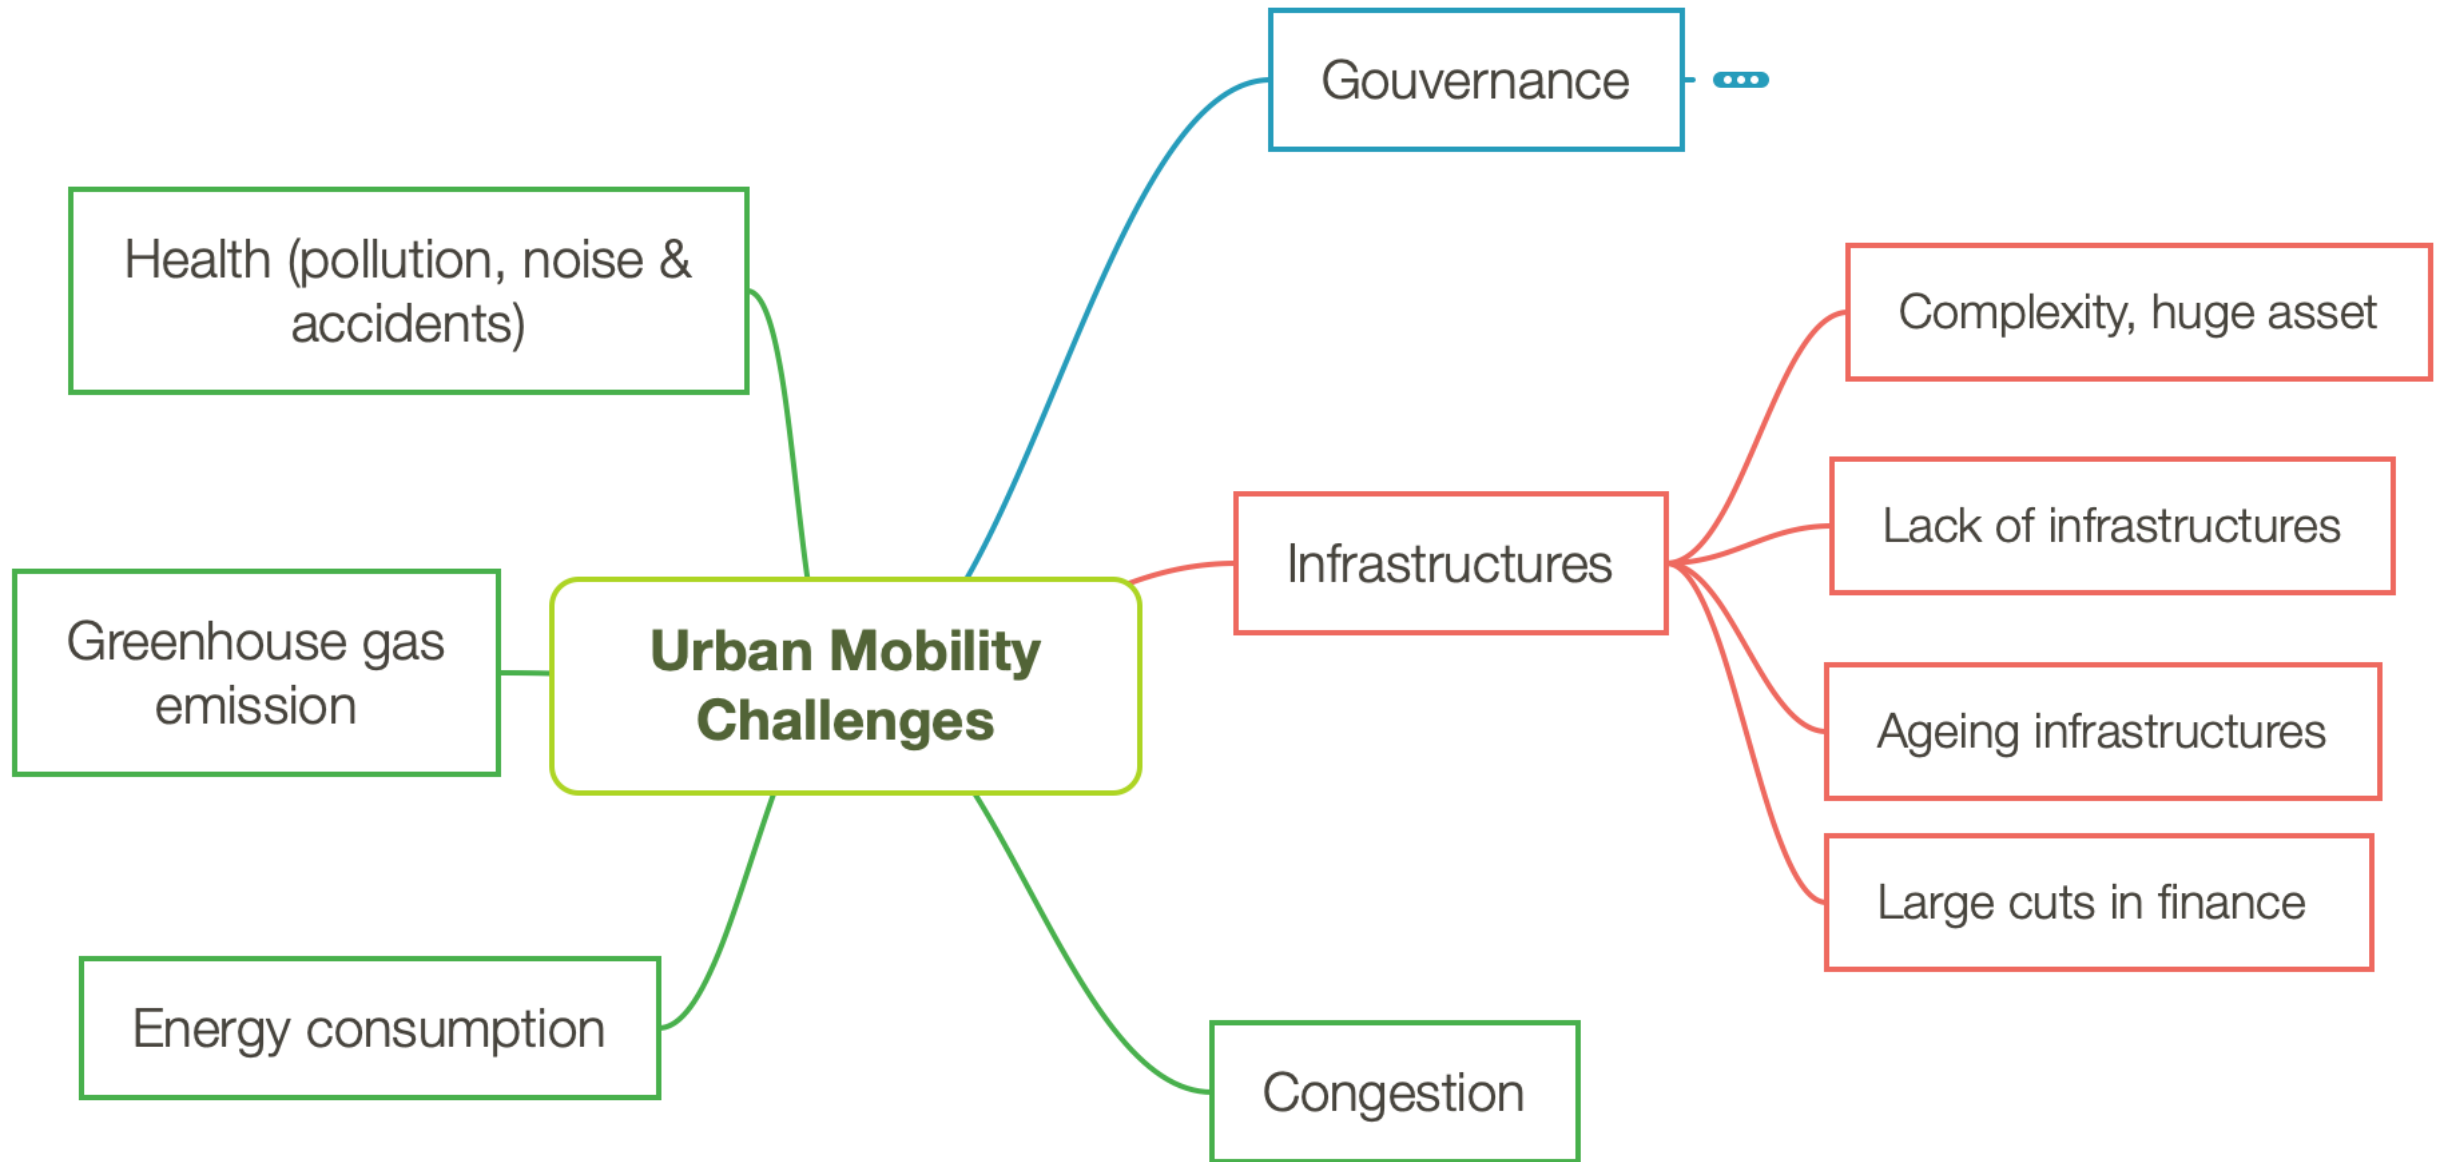 Gouvernance
Health (pollution, noise &
accidents)
Complexity, huge asset
Lack of infrastructures
Infrastructures
Greenhouse gas
emission
Urban Mobility
Challenges
Ageing infrastructures
Large cuts in finance
Energy consumption
Congestion